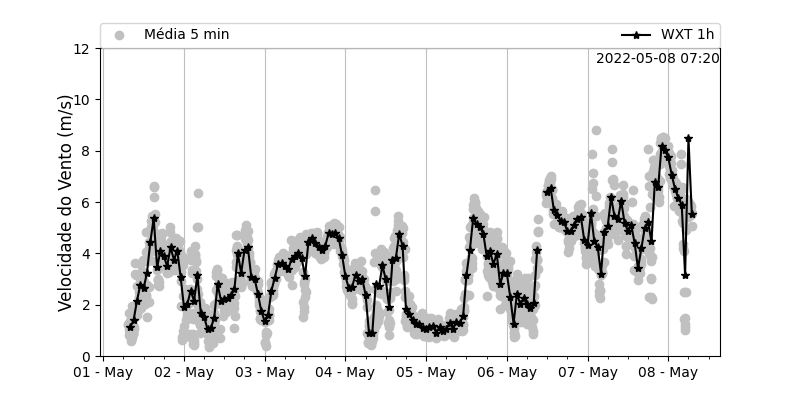 Média 5 min
WXT 1h
2022-05-08 07:20
Velocidade do Vento (m/s)
12
10
8
6
4
2
0
01 - May 02 - May 03 - May 04 - May 05 - May 06 - May 07 - May 08 - May